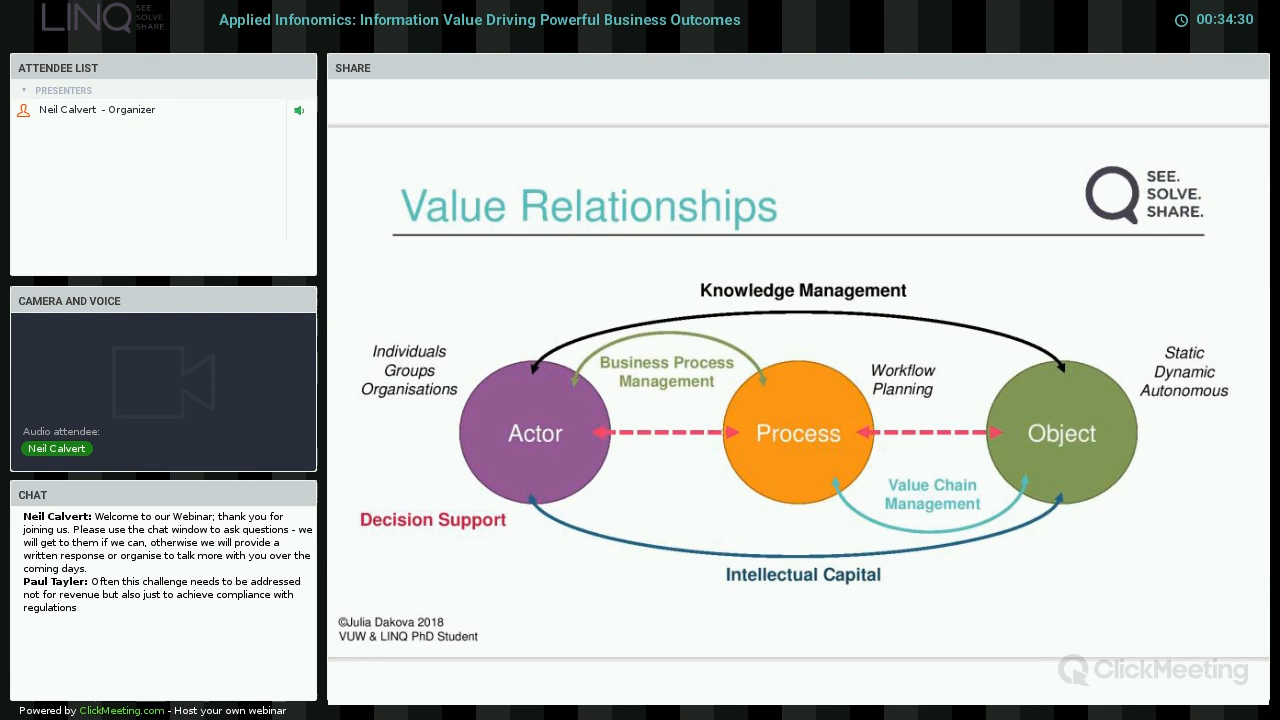 LINQ SEE. SOLVE. SHARE.
Applied Infonomics: Information Value Driving Powerful Business Outcomes
00:34:30
ATTENDEE LIST
PRESENTERS
Neil Calvert - Organizer
CAMERA AND VOICE
Audio attendee:
Neil Calvert
CHAT
Neil Calvert: Welcome to our Webinar; thank you for
joining us. Please use the chat window to ask questions - we
will get to them if we can, otherwise we will provide a
written response or organise to talk more with you over the
coming days.
Paul Tayler: Often this challenge needs to be addressed
not for revenue but also just to achieve compliance with
regulations
Powered by ClickMeeting.com - Host your own webinar
SHARE
Value Relationships
SEE.
SOLVE.
SHARE.
Knowledge Management
Individuals
Groups
Organisations
Business Process
Management
Workflow
Planning
Static
Dynamic
Autonomous
Actor
Process
Object
Value Chain
Management
Decision Support
Intellectual Capital
©Julia Dakova 2018
VUW & LINQ PhD Student
ClickMeeting